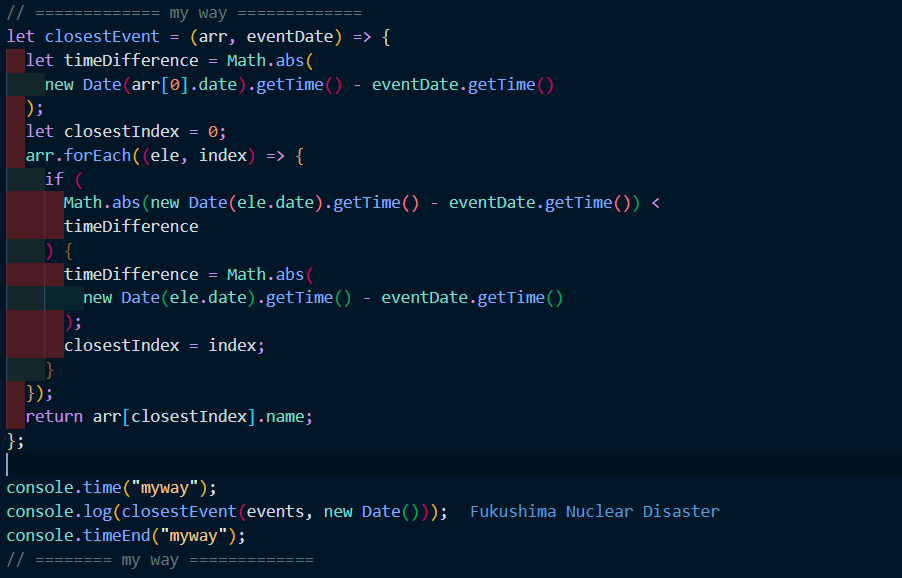 // ============= my way =============
let closestEvent = (arr, eventDate) => {
  let timeDifference = Math.abs(
    new Date(arr[0].date).getTime() - eventDate.getTime()
  );
  let closestIndex = 0;
  arr.forEach((ele, index) => {
    if (
      Math.abs(new Date(ele.date).getTime() - eventDate.getTime()) <
      timeDifference
    ) {
      timeDifference = Math.abs(
        new Date(ele.date).getTime() - eventDate.getTime()
      );
      closestIndex = index;
    }
  });
  return arr[closestIndex].name;
};
console.time("myway");
console.log(closestEvent(events, new Date()));  Fukushima Nuclear Disaster
console.timeEnd("myway");
// ======== my way =============